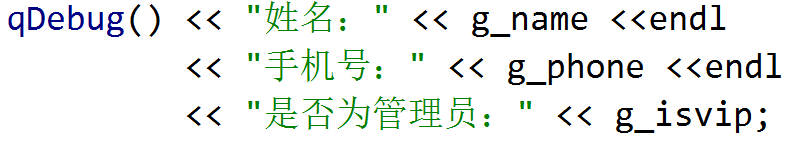 qDebug() << "姓名：" << g_name <<endl
<< "手机号：" << g_phone <<endl
<< "是否为管理员：" << g_isvip;